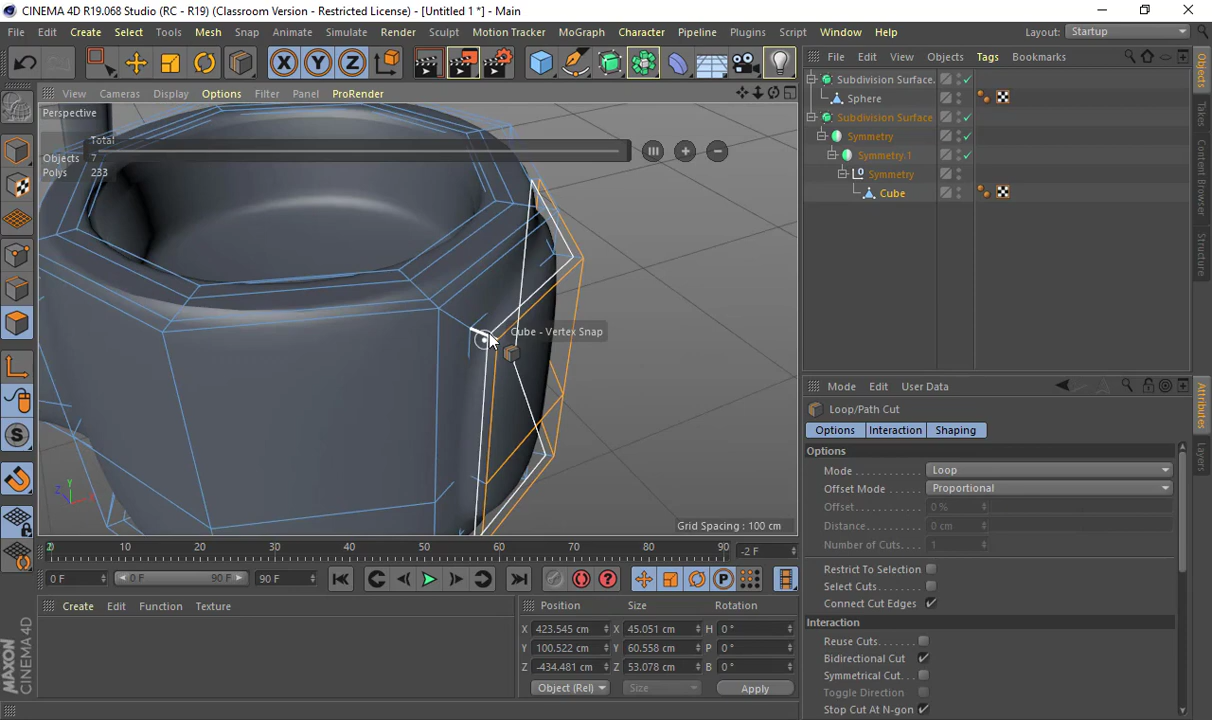 CINEMA 4D R19.068 Studio (RC - R19) (Classroom Version - Restricted License) - [Untitled 1 *] - Main
File Edit Create Select Tools Mesh Snap Animate Simulate Render Sculpt Motion Tracker MoGraph Character Pipeline Plugins Script Window Help Layout: Startup
X Y Z
View Cameras Display Options Filter Panel ProRender
File Edit View Objects Tags Bookmarks
Perspective
Total
Objects 7
Polys 233
Subdivision Surface.
Sphere
Subdivision Surface
Symmetry
Symmetry.1
Symmetry
Cube
Cube - Vertex Snap
Grid Spacing : 100 cm
Objects
Takes
Content Browser
Structure
Mode Edit User Data
Loop/Path Cut
Options Interaction Shaping
Options
Mode Loop
Offset Mode Proportional
Offset 0 %
Distance 0 cm
Number of Cuts 1
Restrict To Selection
Select Cuts
Connect Cut Edges
Interaction
Reuse Cuts
Bidirectional Cut
Symmetrical Cut
Toggle Direction
Stop Cut At N-gon
Attributes
Layers
10 20 30 40 50 60 70 80 90 -2 F
0 F 0 F 90 F 90 F
Create Edit Function Texture
Position Size Rotation
X 423.545 cm X 45.051 cm H 0 °
Y 100.522 cm Y 60.558 cm P 0 °
Z -434.481 cm Z 53.078 cm B 0 °
Object (Rel) Size Apply
MAXON
CINEMA 4D